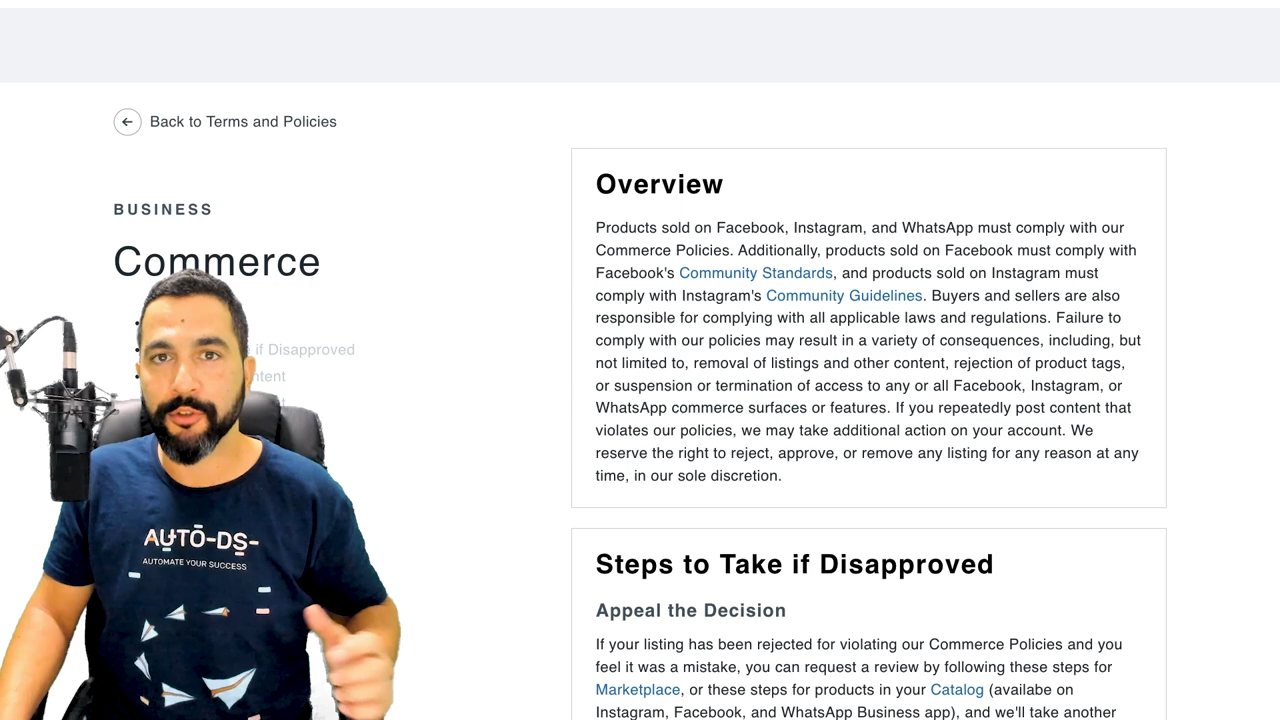 Back to Terms and Policies
BUSINESS
Commerce
if Disapproved
AUTO-DS-
AUTOMATE YOUR SUCCESS
Overview
Products sold on Facebook, Instagram, and WhatsApp must comply with our
Commerce Policies. Additionally, products sold on Facebook must comply with
Facebook's Community Standards, and products sold on Instagram must
comply with Instagram's Community Guidelines. Buyers and sellers are also
responsible for complying with all applicable laws and regulations. Failure to
comply with our policies may result in a variety of consequences, including, but
not limited to, removal of listings and other content, rejection of product tags,
or suspension or termination of access to any or all Facebook, Instagram, or
WhatsApp commerce surfaces or features. If you repeatedly post content that
violates our policies, we may take additional action on your account. We
reserve the right to reject, approve, or remove any listing for any reason at any
time, in our sole discretion.
Steps to Take if Disapproved
Appeal the Decision
If your listing has been rejected for violating our Commerce Policies and you
feel it was a mistake, you can request a review by following these steps for
Marketplace, or these steps for products in your Catalog (availabe on
Instagram, Facebook, and WhatsApp Business app), and we'll take another